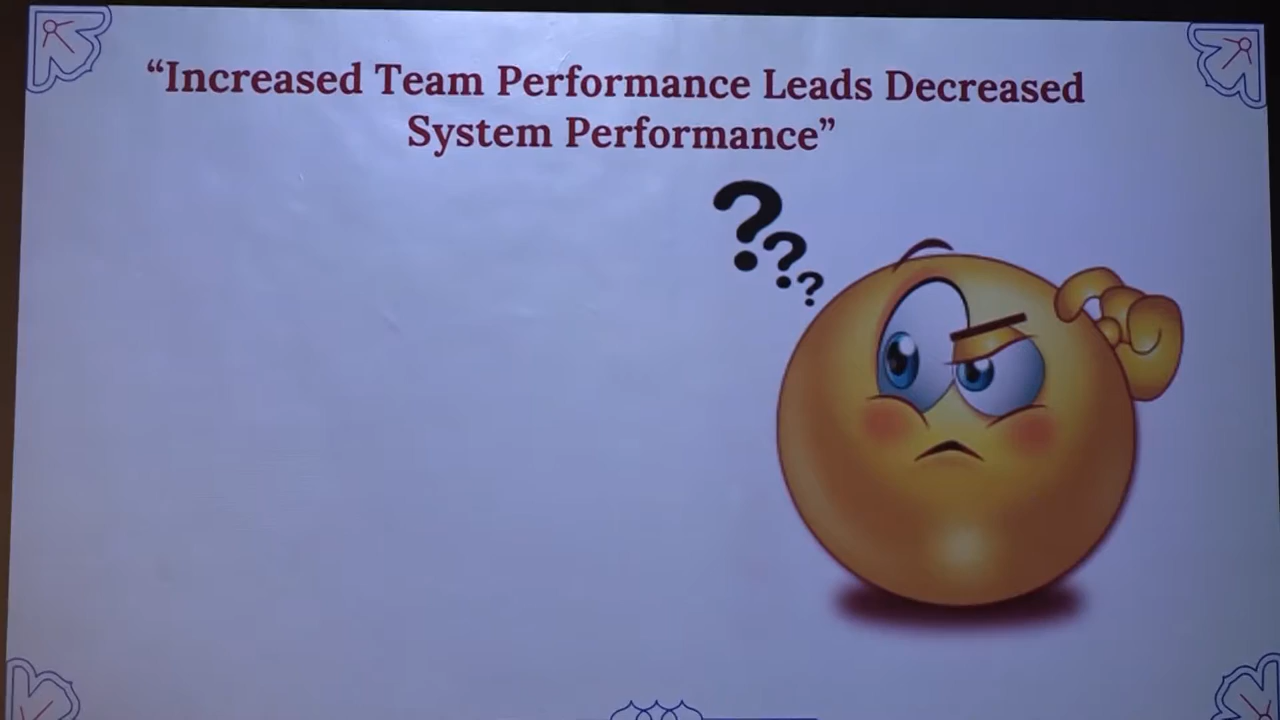 “Increased Team Performance Leads Decreased
System Performance”
???